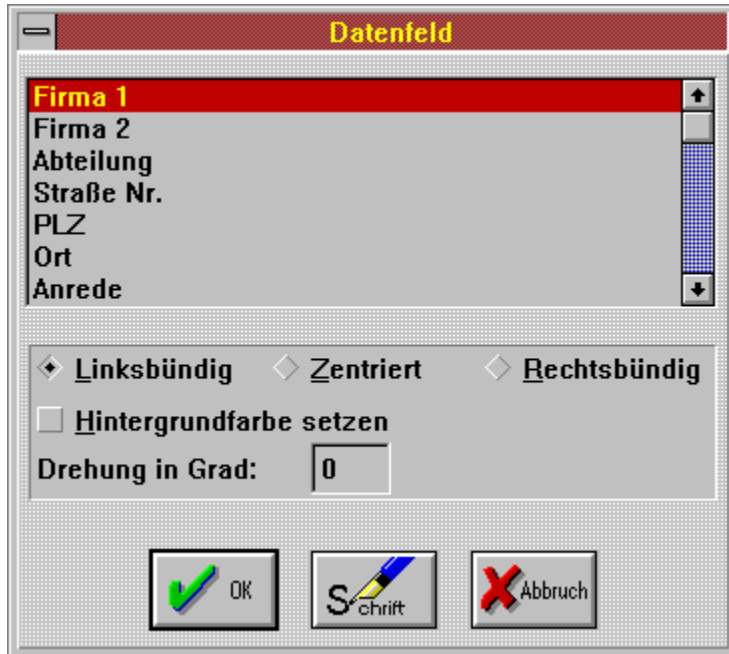 Datenfeld
Firma 1
Firma 2
Abteilung
Straße Nr.
PLZ
Ort
Anrede
Linksbündig Zentriert Rechtsbündig
Hintergrundfarbe setzen
Drehung in Grad: 0
OK Schrift Abbruch